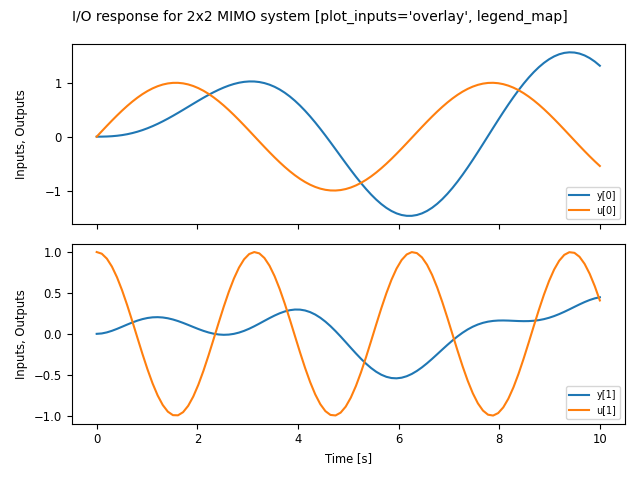 I/O response for 2x2 MIMO system [plot_inputs='overlay', legend_map]
Inputs, Outputs
1
0
−1
y[0]
u[0]
Inputs, Outputs
1.0
0.5
0.0
−0.5
−1.0
y[1]
u[1]
0 2 4 6 8 10
Time [s]